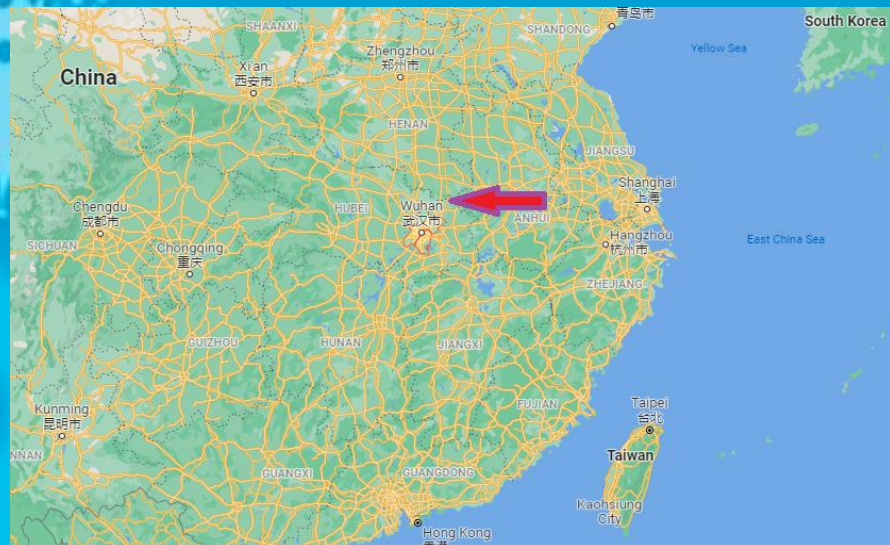 青岛市
South Korea
SHAANXI
SHANDONG
Yellow Sea
Zhengzhou
郑州市
Xi'an
西安市
China
HENAN
JIANGSU
Shanghai
上海
Chengdu
成都市
HUBEI
Wuhan
武汉市
ANHUI
Hangzhou
杭州市
East China Sea
SICHUAN
Chongqing
重庆
ZHEJIANG
GUIZHOU
HUNAN
JIANGXI
Kunming
昆明市
FUJIAN
Taipei
台北
NNAN
Taiwan
GUANGXI
GUANGDONG
Kaohsiung
City
Hong Kong